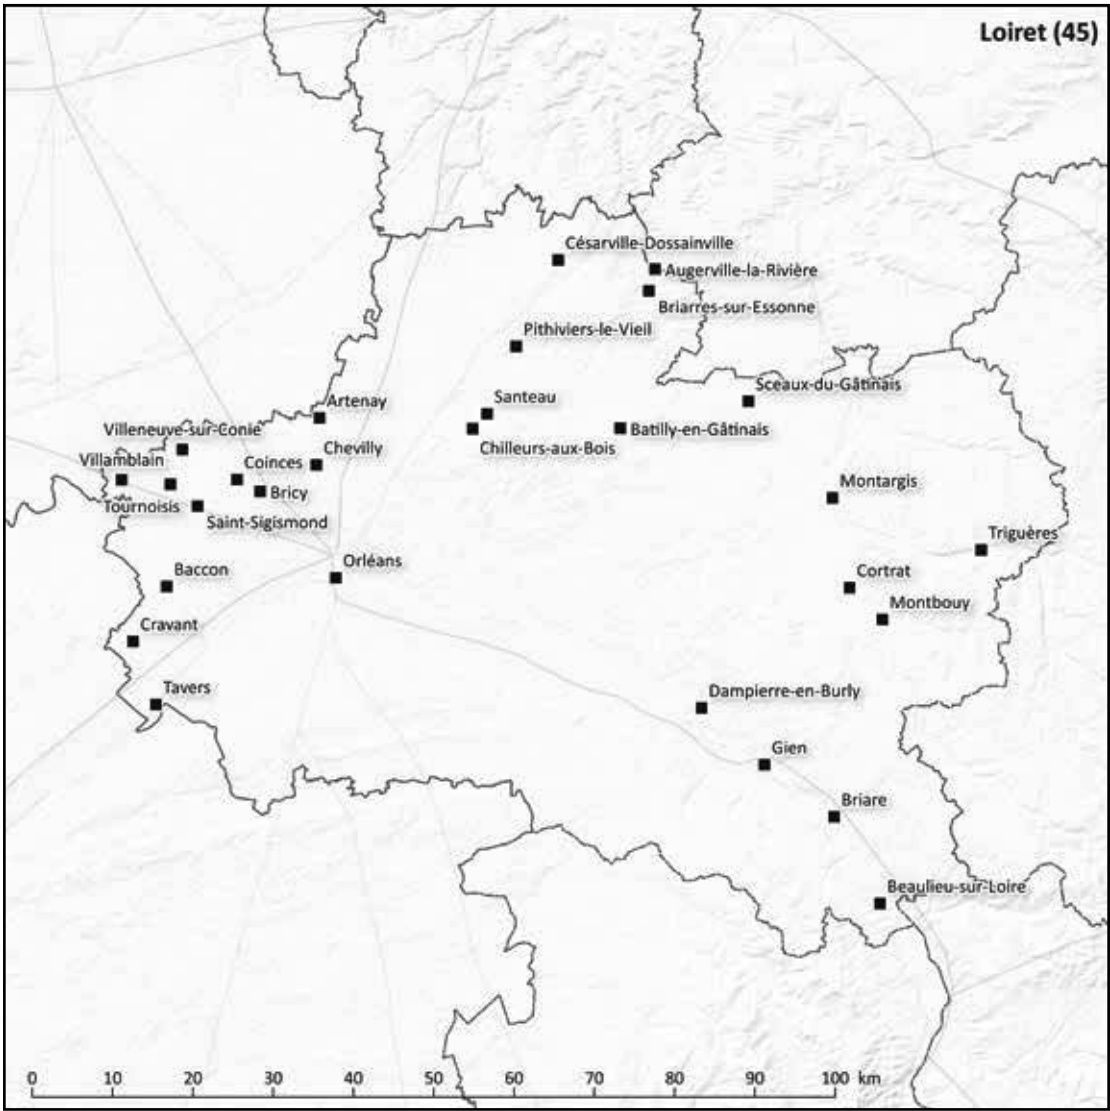 Loiret (45)
Césarville-Dossainville
Augerville-la-Rivière
Briarres-sur-Essonne
Pithiviers-le-Vieil
Sceaux-du-Gâtinais
Santeau
Artenay
Villeneuve-sur-Conie
Batilly-en-Gâtinais
Chilleurs-aux-Bois
Chevilly
Villamblain
Coinces
Bricy
Montargis
Tournoisis
Saint-Sigismond
Triguères
Orléans
Baccon
Cortrat
Montbouy
Cravant
Tavers
Dampierre-en-Burly
Gien
Briare
Beaulieu-sur-Loire
0 10 20 30 40 50 60 70 80 90 100 km